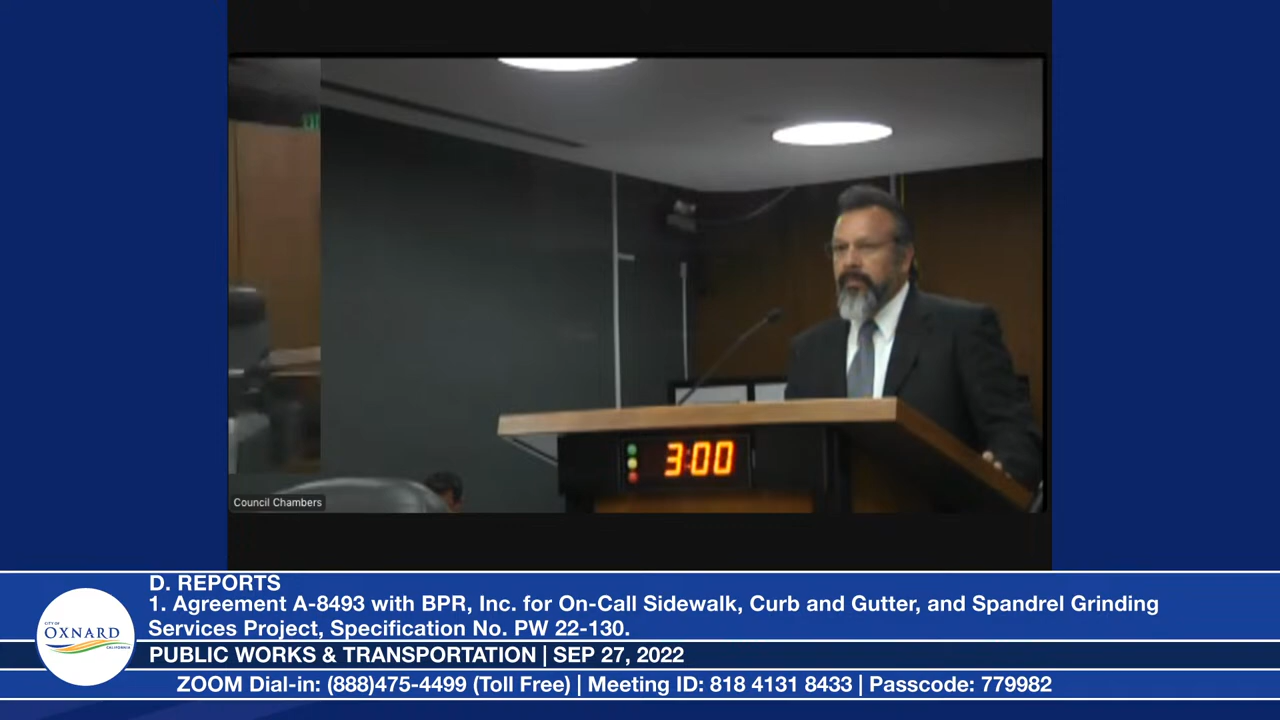 3:00
Council Chambers
D. REPORTS
1. Agreement A-8493 with BPR, Inc. for On-Call Sidewalk, Curb and Gutter, and Spandrel Grinding
Services Project, Specification No. PW 22-130.
CITY OF
OXNARD
CALIFORNIA
PUBLIC WORKS & TRANSPORTATION | SEP 27, 2022
ZOOM Dial-in: (888)475-4499 (Toll Free) | Meeting ID: 818 4131 8433 | Passcode: 779982